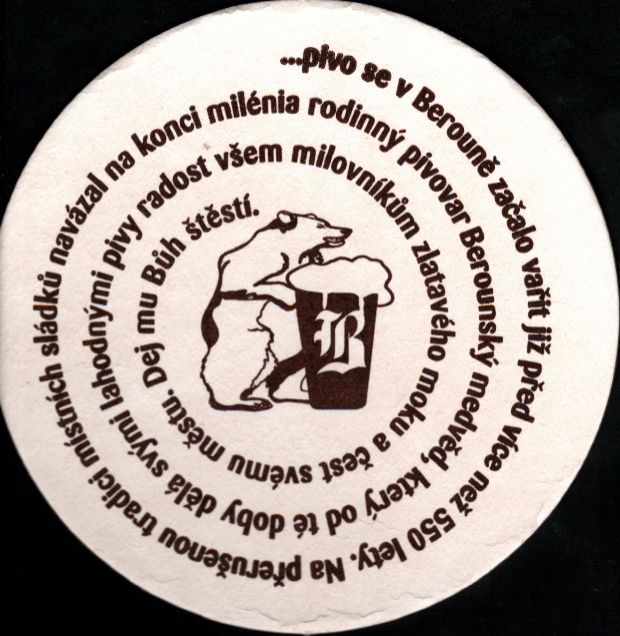 ...pivo se v Berouně začalo vařit již před více než 550 lety. Na přerušenou tradici místních sládků navázal na konci milénia rodinný pivovar Berounský medvěd, který od té doby dělá svými lahodnými pivy radost všem milovníkům zlatavého moku a čest svému městu. Dej mu Bůh štěstí.
B